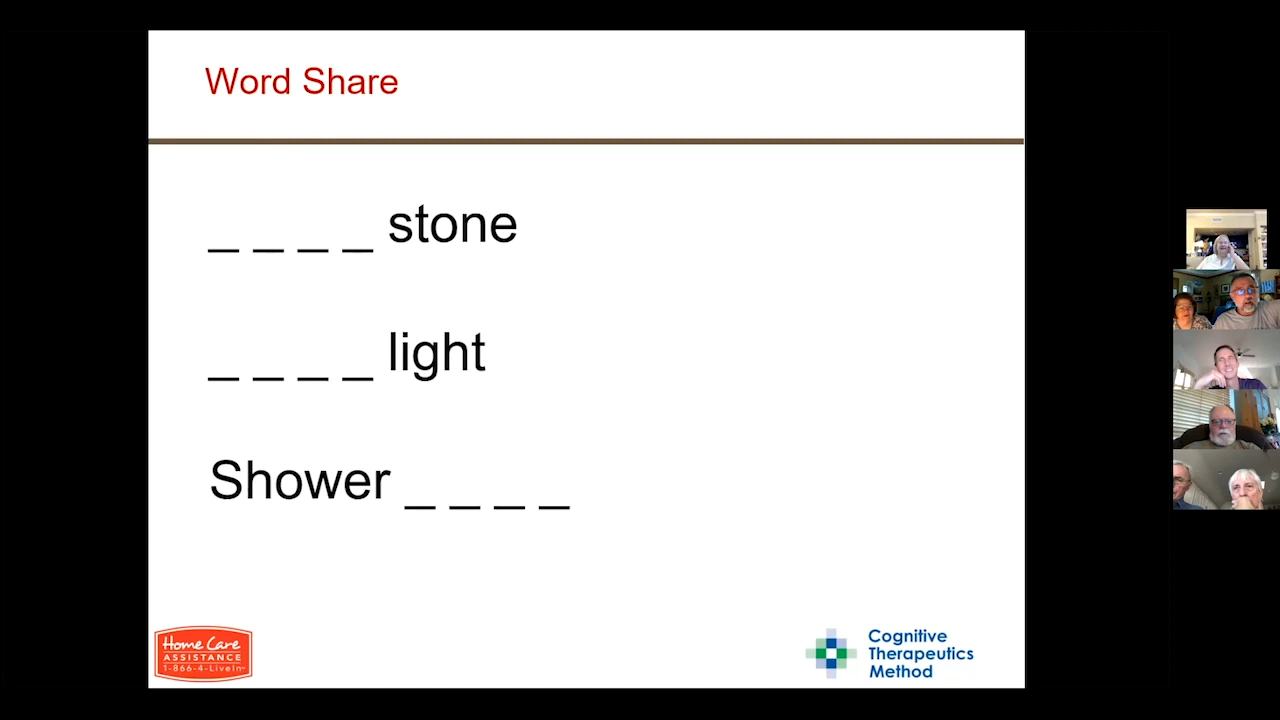 Word Share
_ _ _ _ stone
_ _ _ _ light
Shower _ _ _ _
Home Care
ASSISTANCE
1-866-4-LiveIn
Cognitive
Therapeutics
Method